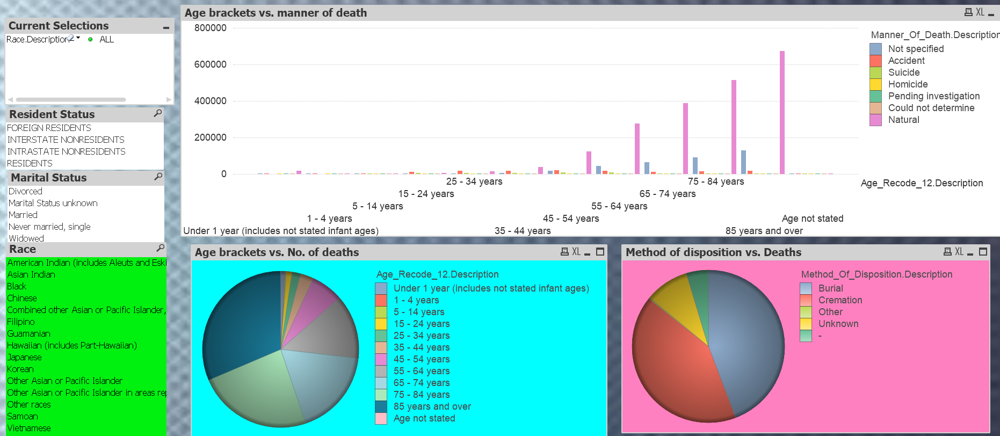 Current Selections
Race.Description
ALL
Resident Status
FOREIGN RESIDENTS
INTERSTATE NONRESIDENTS
INTRASTATE NONRESIDENTS
RESIDENTS
Marital Status
Divorced
Marital Status unknown
Married
Never married, single
Widowed
Race
American Indian (includes Aleuts and Eski
Asian Indian
Black
Chinese
Combined other Asian or Pacific Islander,
Filipino
Guamanian
Hawaiian (includes Part-Hawaiian)
Japanese
Korean
Other Asian or Pacific Islander
Other Asian or Pacific Islander in areas rep
Other races
Samoan
Vietnamese
Age brackets vs. manner of death
XL
800000
600000
400000
200000
0
25 - 34 years
75 - 84 years
15 - 24 years
65 - 74 years
5 - 14 years
55 - 64 years
1 - 4 years
45 - 54 years
Age not stated
Under 1 year (includes not stated infant ages)
35 - 44 years
85 years and over
Age_Recode_12.Description
Manner_Of_Death.Description
Not specified
Accident
Suicide
Homicide
Pending investigation
Could not determine
Natural
Age brackets vs. No. of deaths
XL
Age_Recode_12.Description
Under 1 year (includes not stated infant ages)
1 - 4 years
5 - 14 years
15 - 24 years
25 - 34 years
35 - 44 years
45 - 54 years
55 - 64 years
65 - 74 years
75 - 84 years
85 years and over
Age not stated
Method of disposition vs. Deaths
XL
Method_Of_Disposition.Description
Burial
Cremation
Other
Unknown
-